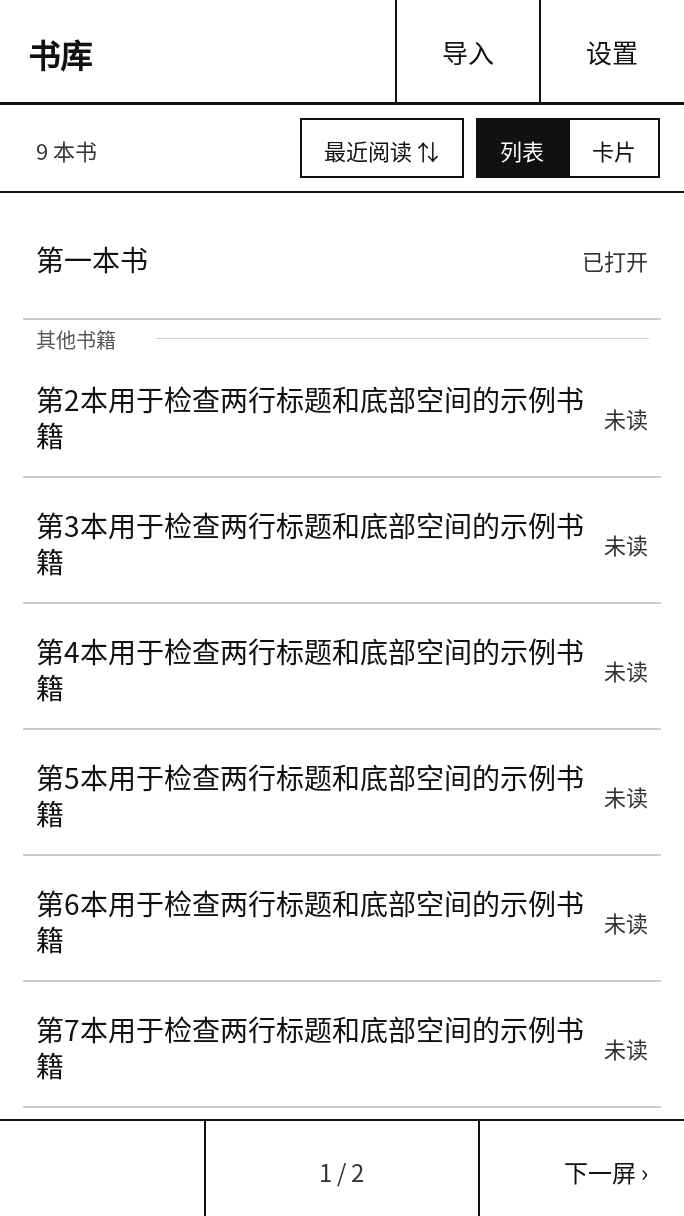 书库 导入 设置
9 本书 最近阅读 ⇅ 列表 卡片
第一本书 已打开
其他书籍
第2本用于检查两行标题和底部空间的示例书
籍
未读
第3本用于检查两行标题和底部空间的示例书
籍
未读
第4本用于检查两行标题和底部空间的示例书
籍
未读
第5本用于检查两行标题和底部空间的示例书
籍
未读
第6本用于检查两行标题和底部空间的示例书
籍
未读
第7本用于检查两行标题和底部空间的示例书
籍
未读
1 / 2 下一屏 ›